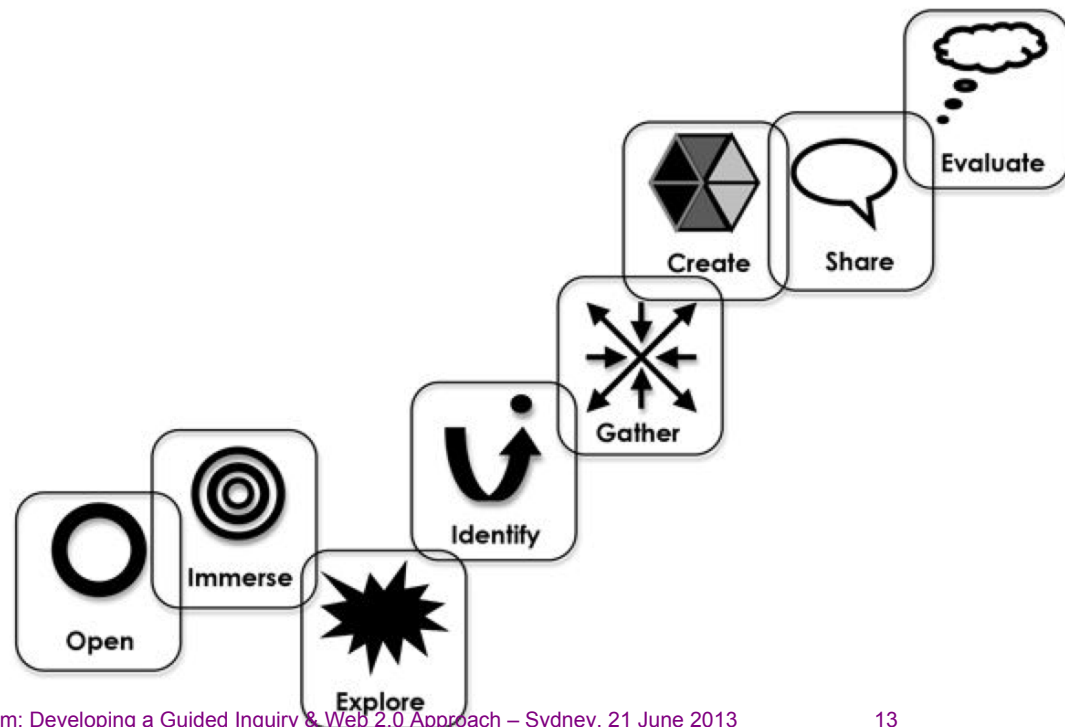 Open
Immerse
Explore
Identify
Gather
Create
Share
Evaluate
m: Developing a Guided Inquiry & Web 2.0 Approach – Sydney, 21 June 2013
13